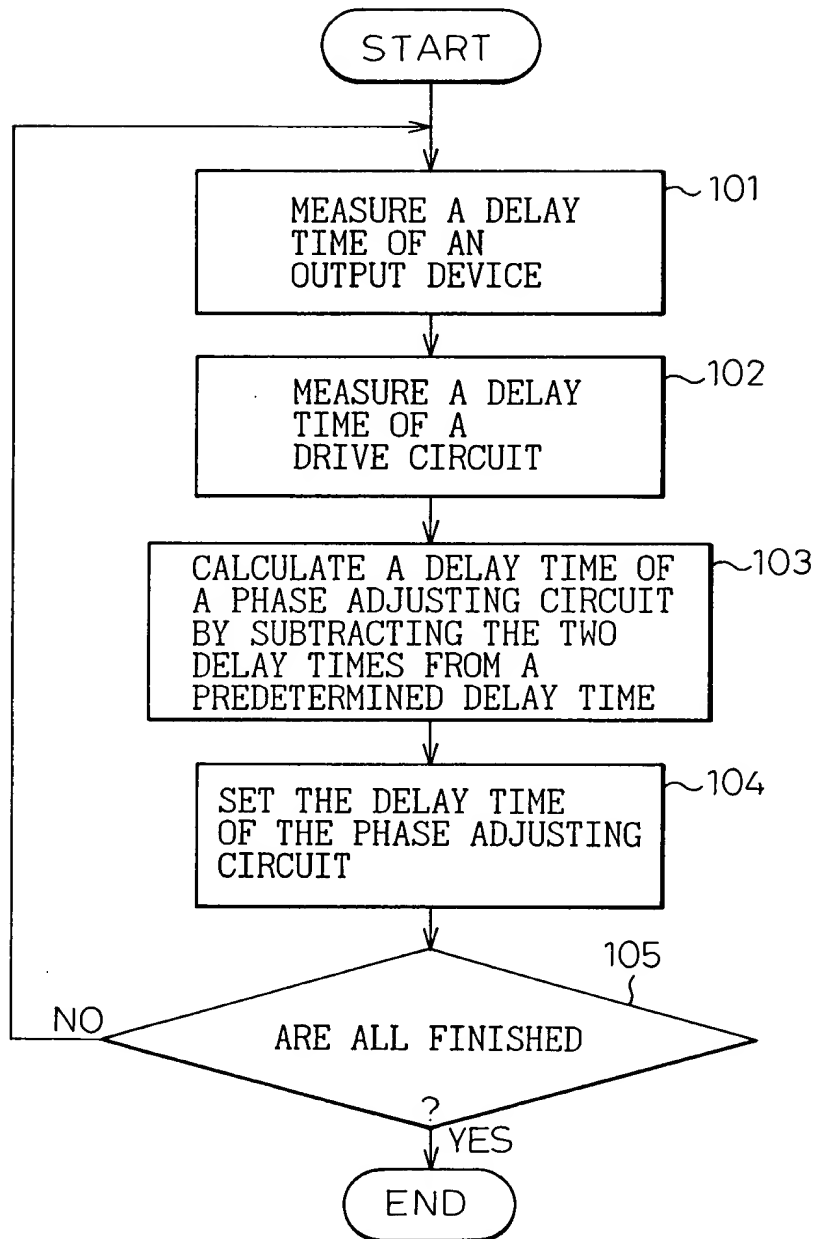 START
101
MEASURE A DELAY
TIME OF AN
OUTPUT DEVICE
102
MEASURE A DELAY
TIME OF A
DRIVE CIRCUIT
103
CALCULATE A DELAY TIME OF
A PHASE ADJUSTING CIRCUIT
BY SUBTRACTING THE TWO
DELAY TIMES FROM A
PREDETERMINED DELAY TIME
104
SET THE DELAY TIME
OF THE PHASE ADJUSTING
CIRCUIT
105
NO
ARE ALL FINISHED
?
YES
END